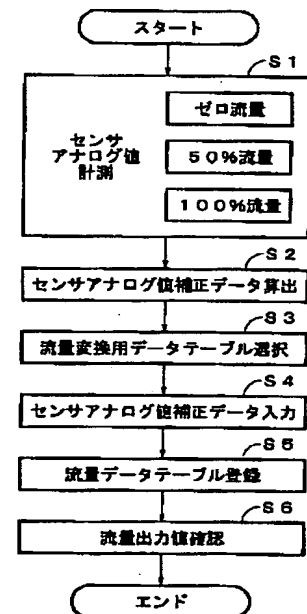 スタート
S1
センサ
アナログ値
計測
ゼロ流量
50%流量
100%流量
S2
センサアナログ値補正データ算出
S3
流量変換用データテーブル選択
S4
センサアナログ値補正データ入力
S5
流量データテーブル登録
S6
流量出力値確認
エンド